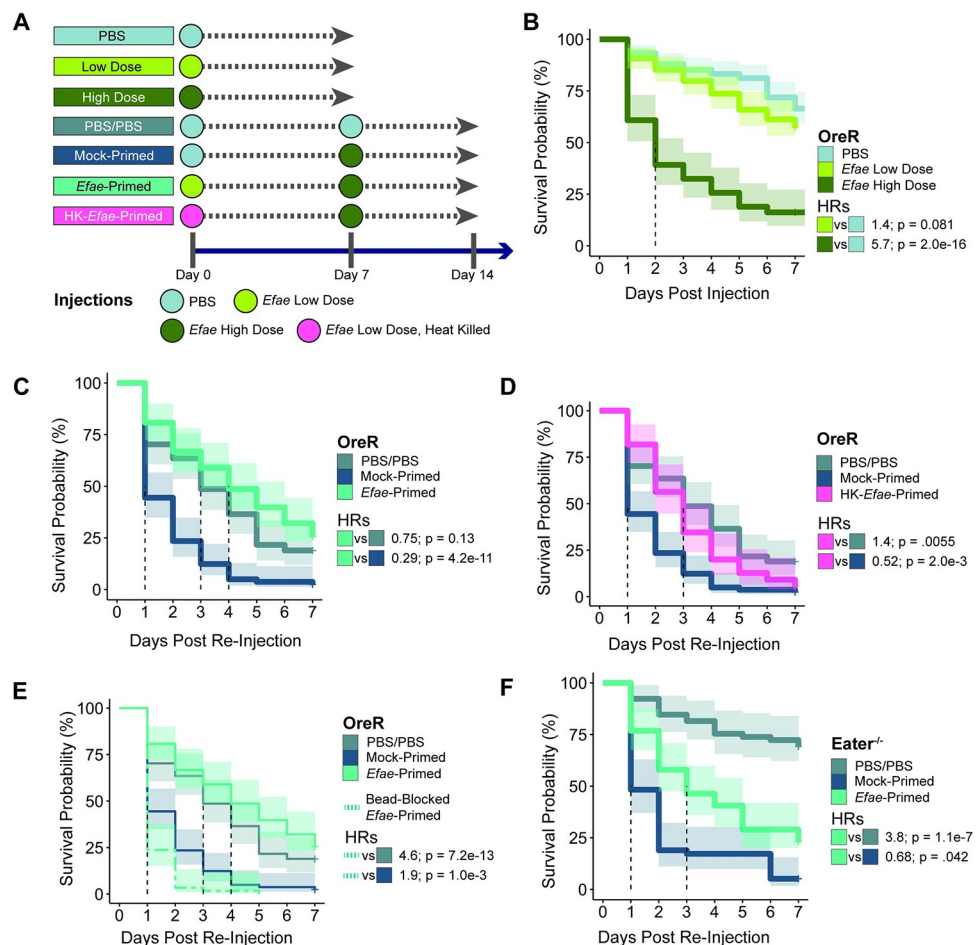 A
PBS
Low Dose
High Dose
PBS/PBS
Mock-Primed
Efae-Primed
HK-Efae-Primed
Day 0
Day 7
Day 14
Injections
PBS
Efae Low Dose
Efae High Dose
Efae Low Dose, Heat Killed
B
Survival Probability (%)
100
75
50
25
0
0 1 2 3 4 5 6 7
Days Post Injection
OreR
PBS
Efae Low Dose
Efae High Dose
HRs
vs 1.4; p = 0.081
vs 5.7; p = 2.0e-16
C
Survival Probability (%)
100
75
50
25
0
0 1 2 3 4 5 6 7
Days Post Re-Injection
OreR
PBS/PBS
Mock-Primed
Efae-Primed
HRs
vs 0.75; p = 0.13
vs 0.29; p = 4.2e-11
D
Survival Probability (%)
100
75
50
25
0
0 1 2 3 4 5 6 7
Days Post Re-Injection
OreR
PBS/PBS
Mock-Primed
HK-Efae-Primed
HRs
vs 1.4; p = .0055
vs 0.52; p = 2.0e-3
E
Survival Probability (%)
100
75
50
25
0
0 1 2 3 4 5 6 7
Days Post Re-Injection
OreR
PBS/PBS
Mock-Primed
Efae-Primed
Bead-Blocked
Efae-Primed
HRs
vs 4.6; p = 7.2e-13
vs 1.9; p = 1.0e-3
F
Survival Probability (%)
100
75
50
25
0
0 1 2 3 4 5 6 7
Days Post Re-Injection
Eater-/-
PBS/PBS
Mock-Primed
Efae-Primed
HRs
vs 3.8; p = 1.1e-7
vs 0.68; p = .042